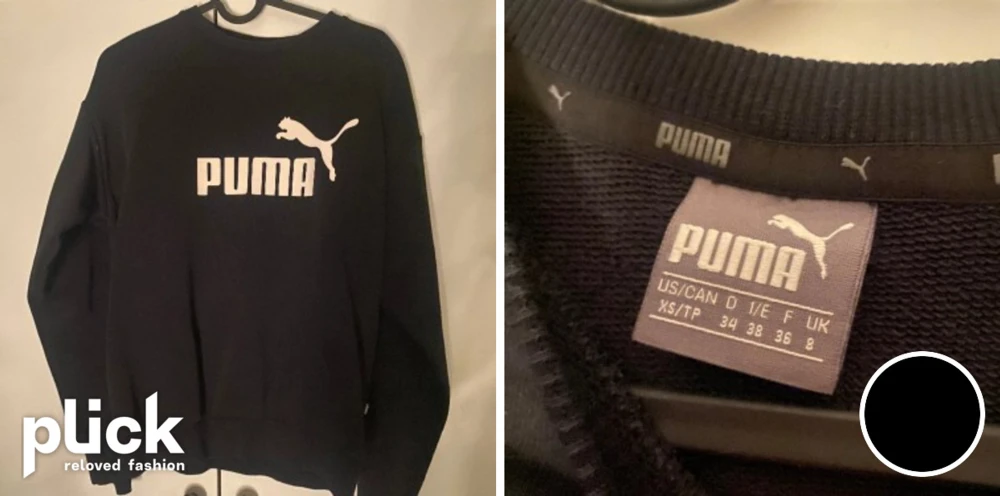 PUMA
plick
reloved fashion
PUMA
PUMA
US/CAN D I/E F UK
XS/TP 34 38 36 8